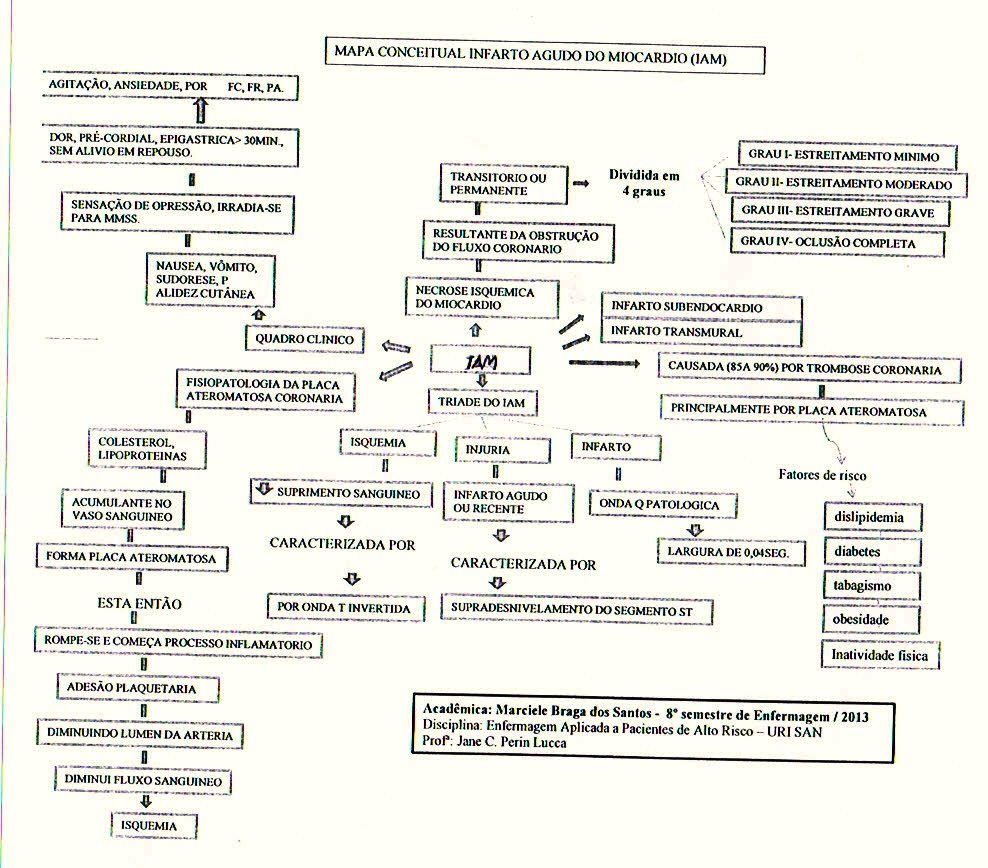 MAPA CONCEITUAL INFARTO AGUDO DO MIOCARDIO (IAM)
AGITAÇÃO, ANSIEDADE, POR FC, FR, PA.
DOR, PRÉ-CORDIAL, EPIGASTRICA> 30MIN.,
SEM ALIVIO EM REPOUSO.
SENSAÇÃO DE OPRESSÃO, IRRADIA-SE
PARA MMSS.
NAUSEA, VÔMITO,
SUDORESE, P
ALIDEZ CUTÂNEA
QUADRO CLINICO
TRANSITORIO OU
PERMANENTE
Dividida em
4 graus
GRAU I- ESTREITAMENTO MINIMO
GRAU II- ESTREITAMENTO MODERADO
GRAU III- ESTREITAMENTO GRAVE
GRAU IV- OCLUSÃO COMPLETA
RESULTANTE DA OBSTRUÇÃO
DO FLUXO CORONARIO
NECROSE ISQUEMICA
DO MIOCARDIO
INFARTO SUBENDOCARDIO
INFARTO TRANSMURAL
IAM
CAUSADA (85A 90%) POR TROMBOSE CORONARIA
PRINCIPALMENTE POR PLACA ATEROMATOSA
Fatores de risco
dislipidemia
diabetes
tabagismo
obesidade
Inatividade fisica
FISIOPATOLOGIA DA PLACA
ATEROMATOSA CORONARIA
COLESTEROL,
LIPOPROTEINAS
ACUMULANTE NO
VASO SANGUINEO
FORMA PLACA ATEROMATOSA
ESTA ENTÃO
ROMPE-SE E COMEÇA PROCESSO INFLAMATORIO
ADESÃO PLAQUETARIA
DIMINUINDO LUMEN DA ARTERIA
DIMINUI FLUXO SANGUINEO
ISQUEMIA
TRIADE DO IAM
ISQUEMIA
SUPRIMENTO SANGUINEO
CARACTERIZADA POR
POR ONDA T INVERTIDA
INJURIA
INFARTO AGUDO
OU RECENTE
CARACTERIZADA POR
SUPRADESNIVELAMENTO DO SEGMENTO ST
INFARTO
ONDA Q PATOLOGICA
LARGURA DE 0,04SEG.
Acadêmica: Marciele Braga dos Santos - 8º semestre de Enfermagem / 2013
Disciplina: Enfermagem Aplicada a Pacientes de Alto Risco – URI SAN
Profª: Jane C. Perin Lucca